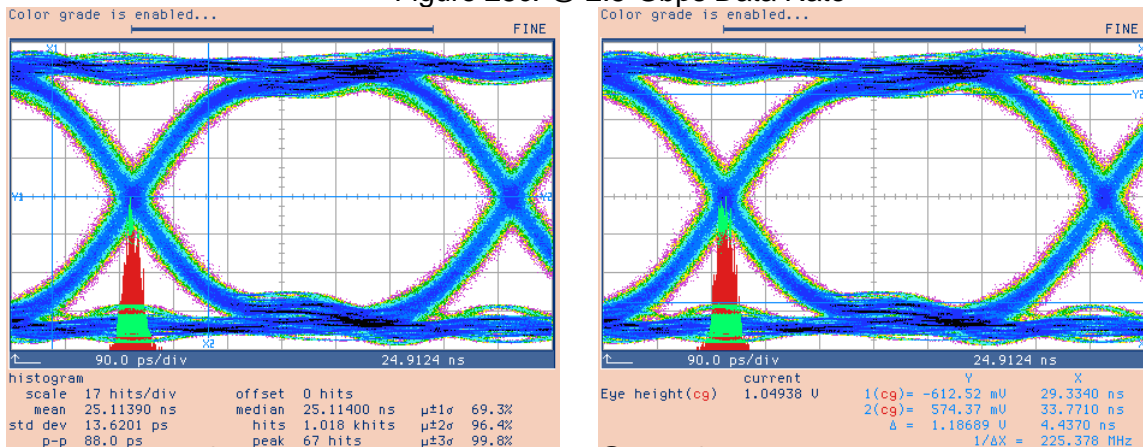 Color grade is enabled...
FINE
X1
Y1
Y2
X2
90.0 ps/div 24.9124 ns
histogram
scale 17 hits/div offset 0 hits
mean 25.11390 ns median 25.11400 ns µ±1σ 69.3%
std dev 13.6201 ps hits 1.018 khits µ±2σ 96.4%
p-p 88.0 ps peak 67 hits µ±3σ 99.8%
Color grade is enabled...
FINE
Y2
90.0 ps/div 24.9124 ns
current Y X
Eye height(cg) 1.04938 V 1(cg)= -612.52 mV 29.3340 ns
2(cg)= 574.37 mV 33.7710 ns
Δ = 1.18689 V 4.4370 ns
1/ΔX = 225.378 MHz